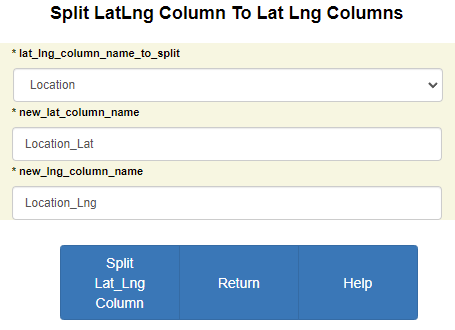 Split LatLng Column To Lat Lng Columns
* lat_lng_column_name_to_split
Location
* new_lat_column_name
Location_Lat
* new_lng_column_name
Location_Lng
Split
Lat_Lng
Column
Return
Help